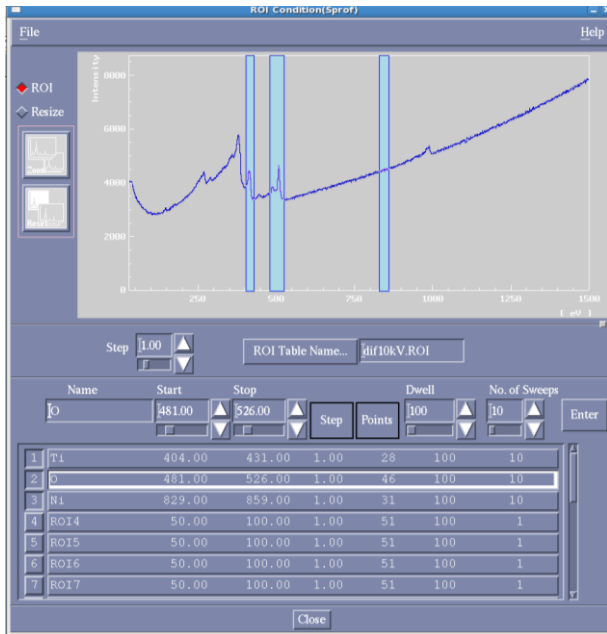 ROI Condition(Sprof)
File Help
ROI
Resize
Intensity
8000
6000
4000
2000
0
250 500 750 1000 1250 1500
[ eV ]
Step 1.00 ROI Table Name... dif10kV.ROI
Name Start Stop Dwell No. of Sweeps
O 481.00 526.00 Step Points 100 10 Enter
1 Ti 404.00 431.00 1.00 28 100 10
2 O 481.00 526.00 1.00 46 100 10
3 Ni 829.00 859.00 1.00 31 100 10
4 ROI4 50.00 100.00 1.00 51 100 1
5 ROI5 50.00 100.00 1.00 51 100 1
6 ROI6 50.00 100.00 1.00 51 100 1
7 ROI7 50.00 100.00 1.00 51 100 1
Close